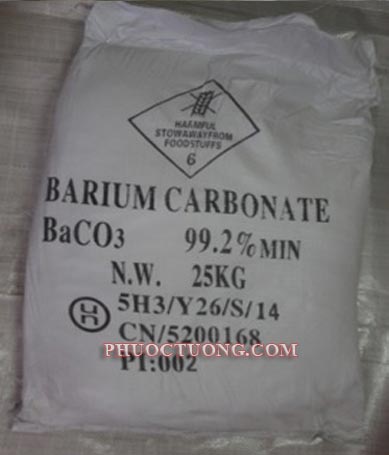 HARMFUL
STOWAWAYFROM
FOODSTUFFS
6
BARIUM CARBONATE
BaCO3 99.2%MIN
N.W. 25KG
5H3/Y26/S/14
CN/5200168
PHUOCTUONG.COM
PI:002